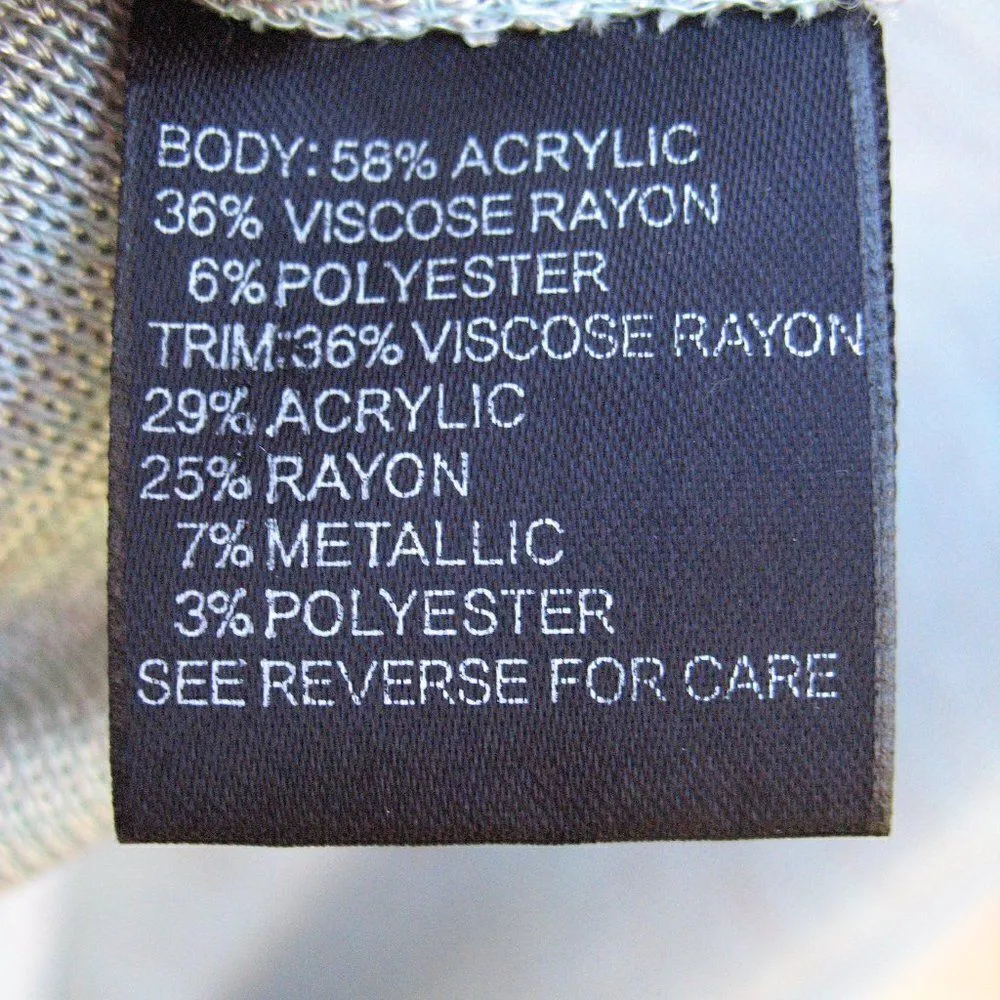 BODY: 58% ACRYLIC
36% VISCOSE RAYON
6% POLYESTER
TRIM: 36% VISCOSE RAYON
29% ACRYLIC
25% RAYON
7% METALLIC
3% POLYESTER
SEE REVERSE FOR CARE